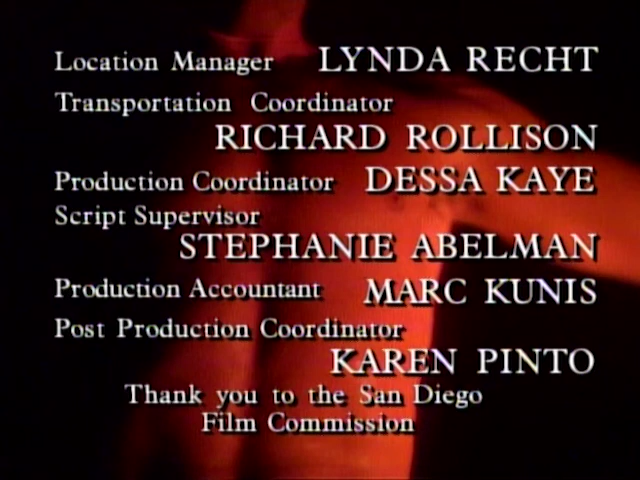 Location Manager LYNDA RECHT
Transportation Coordinator
RICHARD ROLLISON
Production Coordinator DESSA KAYE
Script Supervisor
STEPHANIE ABELMAN
Production Accountant MARC KUNIS
Post Production Coordinator
KAREN PINTO
Thank you to the San Diego
Film Commission